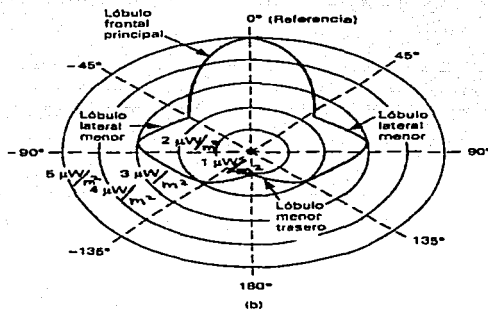 Lóbulo
frontal
principal
0° (Referencia)
-45°
45°
Lóbulo
lateral
menor
Lóbulo
lateral
menor
-90°
90°
2 μW/m²
1 μW/m²
5 μW/m²
4 μW/m²
3 μW/m²
Lóbulo
menor
trasero
-135°
135°
180°
(b)